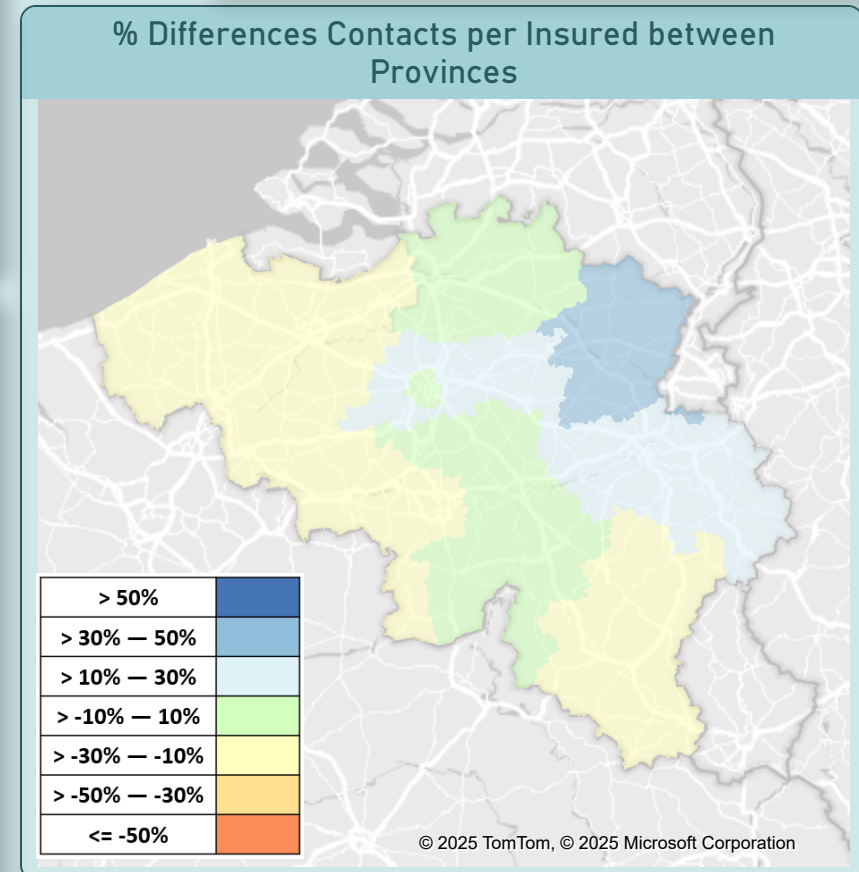 % Differences Contacts per Insured between
Provinces
> 50%
> 30% — 50%
> 10% — 30%
> -10% — 10%
> -30% — -10%
> -50% — -30%
<= -50%
© 2025 TomTom, © 2025 Microsoft Corporation